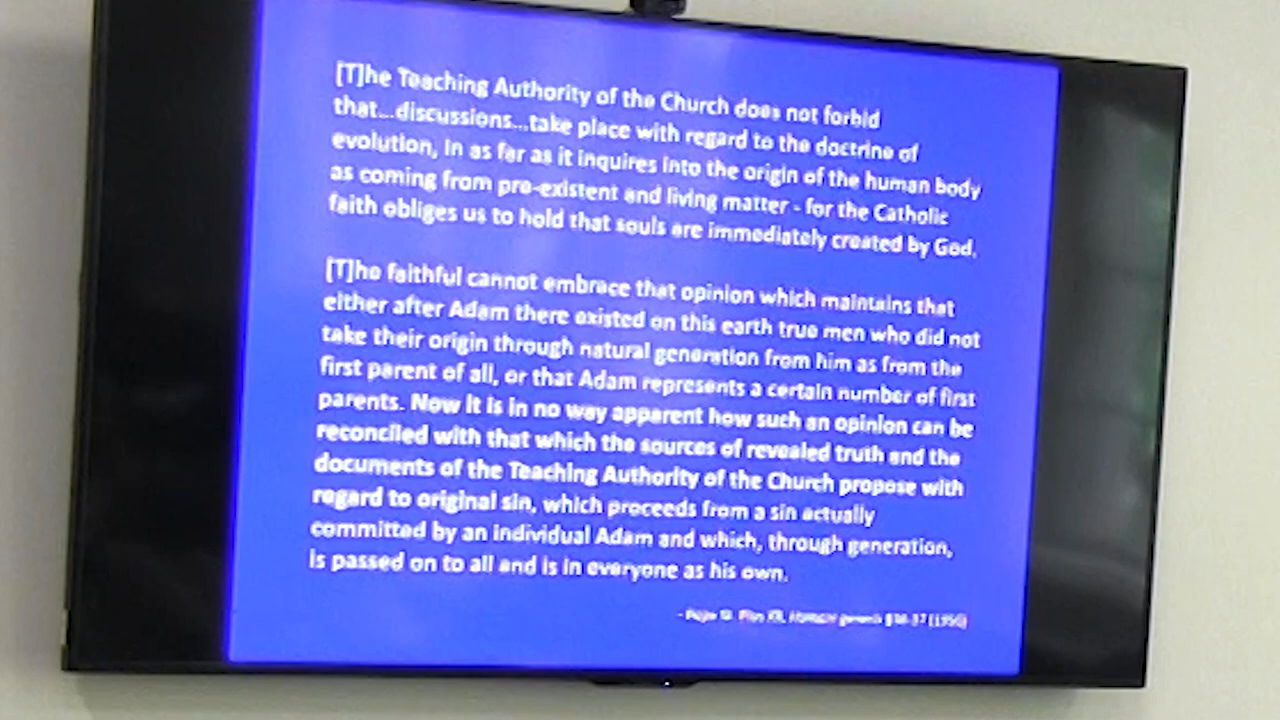 [T]he Teaching Authority of the Church does not forbid
that...discussions...take place with regard to the doctrine of
evolution, in as far as it inquires into the origin of the human body
as coming from pre-existent and living matter - for the Catholic
faith obliges us to hold that souls are immediately created by God.
[T]he faithful cannot embrace that opinion which maintains that
either after Adam there existed on this earth true men who did not
take their origin through natural generation from him as from the
first parent of all, or that Adam represents a certain number of first
parents. Now it is in no way apparent how such an opinion can be
reconciled with that which the sources of revealed truth and the
documents of the Teaching Authority of the Church propose with
regard to original sin, which proceeds from a sin actually
committed by an individual Adam and which, through generation,
is passed on to all and is in everyone as his own.
- Pope Pius XII, Humani generis (1950)